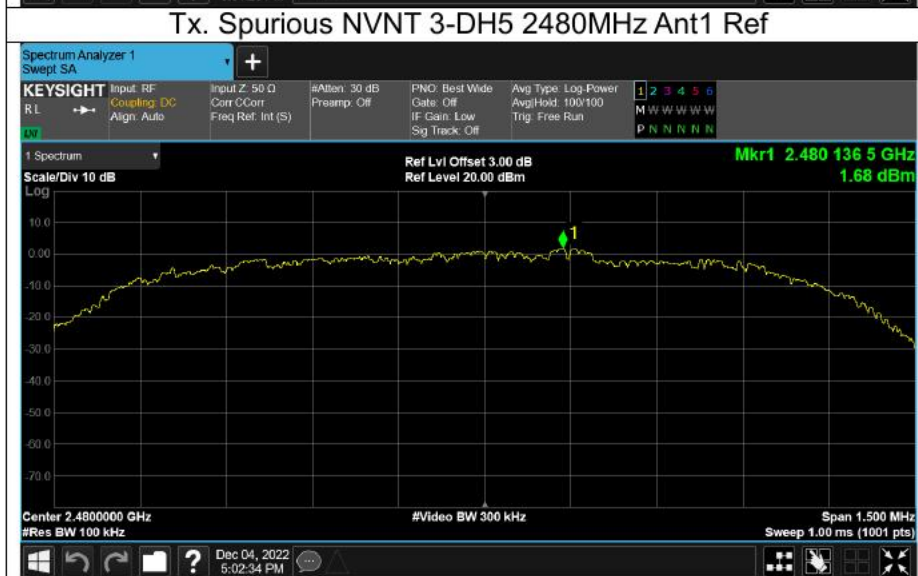 Tx. Spurious NVNT 3-DH5 2480MHz Ant1 Ref
Spectrum Analyzer 1
Swept SA
+
KEYSIGHT Input: RF Input Z: 50 Ω #Atten: 30 dB PNO: Best Wide Avg Type: Log-Power 1 2 3 4 5 6
RL Coupling: DC Corr CCorr Preamp: Off Gate: Off Avg|Hold: 100/100 M W W W W W
Align: Auto Freq Ref: Int (S) IF Gain: Low Trig: Free Run
Sig Track: Off P N N N N N
1 Spectrum
Scale/Div 10 dB
Ref Lvl Offset 3.00 dB
Ref Level 20.00 dBm
Mkr1 2.480 136 5 GHz
1.68 dBm
Log
10.0
0.00
-10.0
-20.0
-30.0
-40.0
-50.0
-60.0
-70.0
1
Center 2.4800000 GHz #Video BW 300 kHz Span 1.500 MHz
#Res BW 100 kHz Sweep 1.00 ms (1001 pts)
? Dec 04, 2022
5:02:34 PM